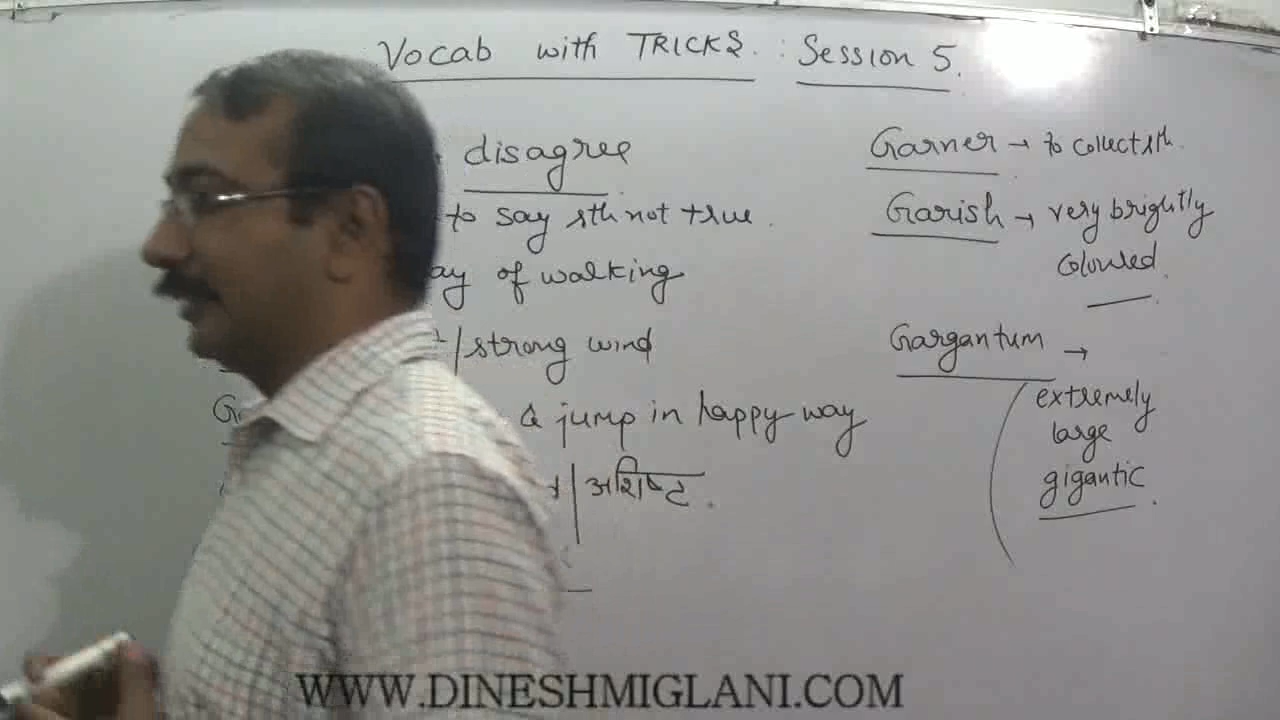 Vocab with TRICKS. : Session 5.
disagree
to say sth not true.
way of walking
/strong wind
& jump in happy way
| अशिष्ट.
Garner → to collect sth.
Garish → very brightly
coloured.
Gargantum →
extremely
large
gigantic.
WWW.DINESHMIGLANI.COM